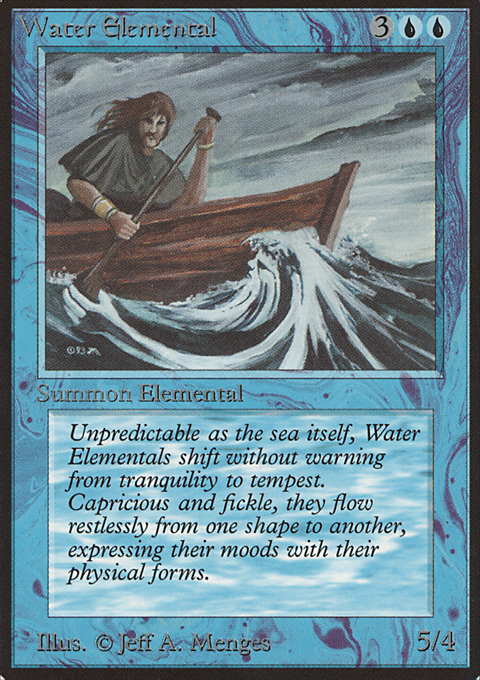 Water Elemental 3
©93 JM
Summon Elemental
Unpredictable as the sea itself, Water
Elementals shift without warning
from tranquility to tempest.
Capricious and fickle, they flow
restlessly from one shape to another,
expressing their moods with their
physical forms.
Illus. © Jeff A. Menges 5/4